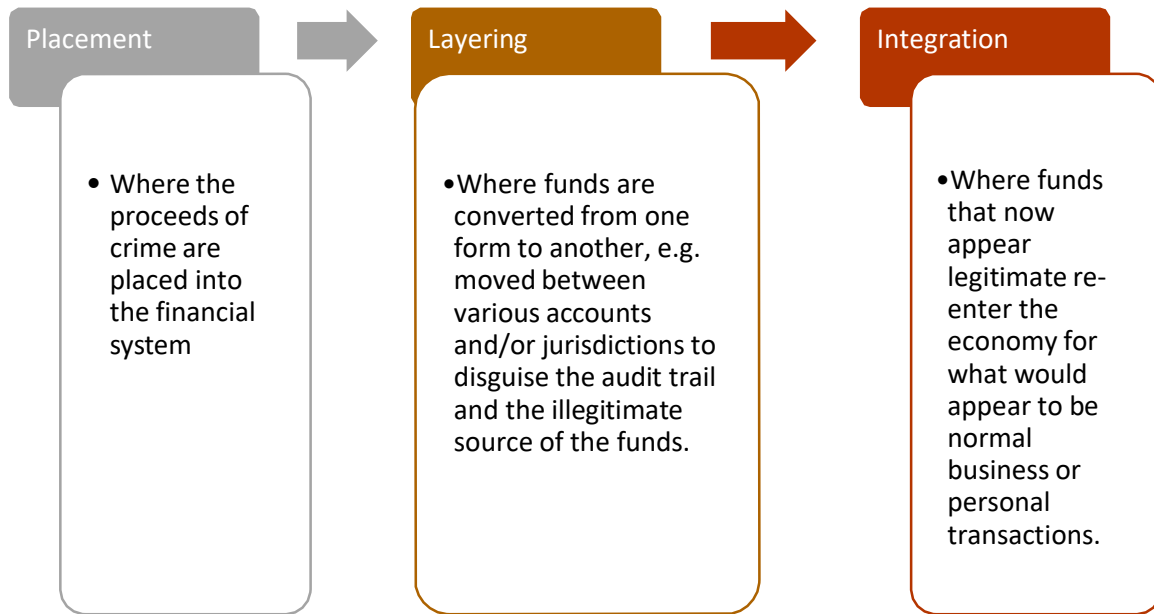 Placement
• Where the
proceeds of
crime are
placed into
the financial
system
Layering
•Where funds are
converted from one
form to another, e.g.
moved between
various accounts
and/or jurisdictions to
disguise the audit trail
and the illegitimate
source of the funds.
Integration
•Where funds
that now
appear
legitimate re-
enter the
economy for
what would
appear to be
normal
business or
personal
transactions.